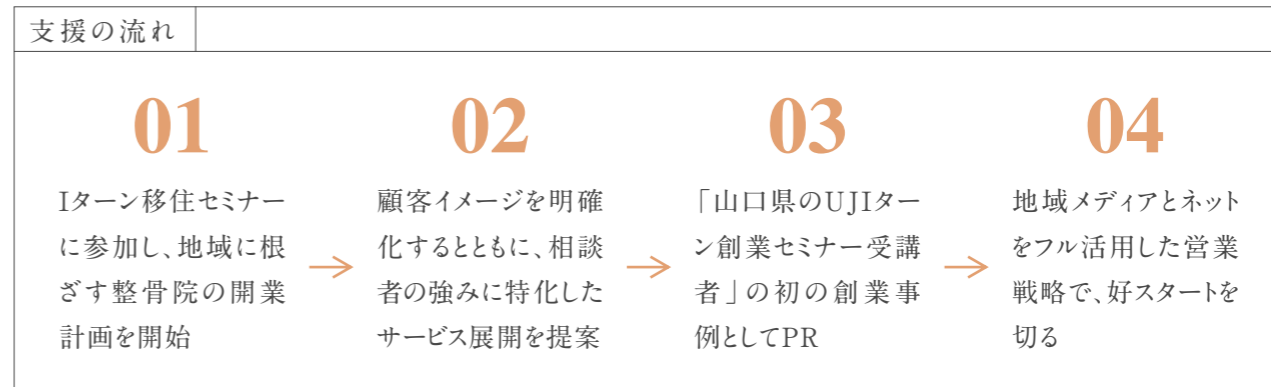 支援の流れ
01
Iターン移住セミナー
に参加し、地域に根
ざす整骨院の開業
計画を開始
02
顧客イメージを明確
化するとともに、相談
者の強みに特化した
サービス展開を提案
03
「山口県のUJIター
ン創業セミナー受講
者」の初の創業事
例としてPR
04
地域メディアとネット
をフル活用した営業
戦略で、好スタートを
切る